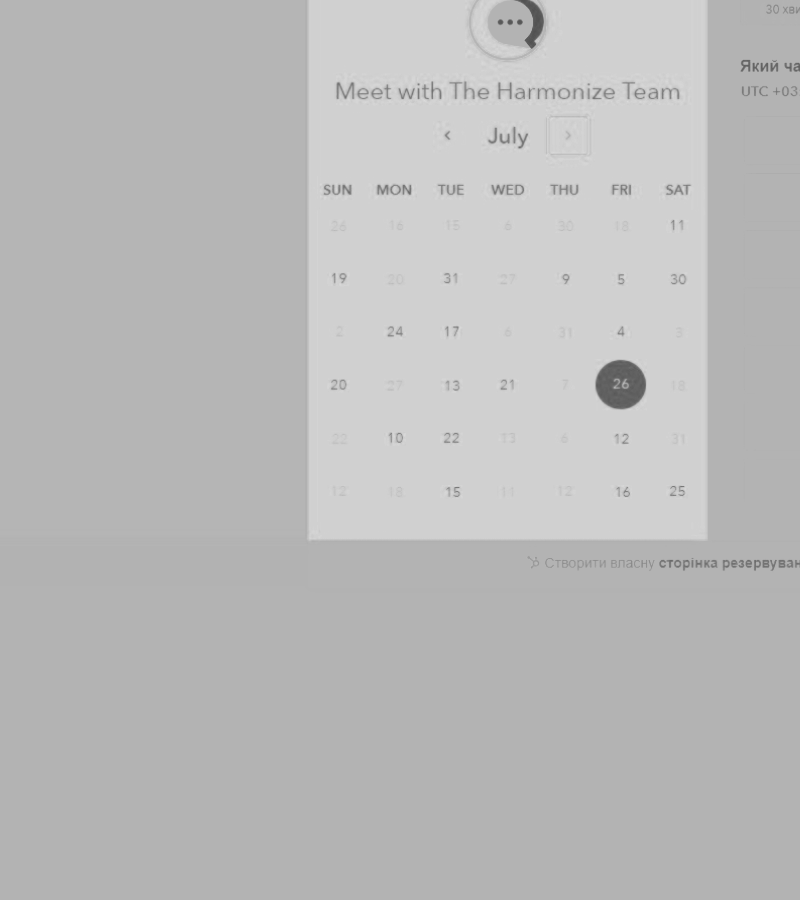 30 хви
Який ча
UTC +03
Meet with The Harmonize Team
July
SUN MON TUE WED THU FRI SAT
26 16 15 6 30 18 11
19 20 31 27 9 5 30
2 24 17 6 31 4 3
20 27 13 21 7 26 18
22 10 22 13 6 12 31
12 18 15 11 12 16 25
Створити власну сторінка резервуван